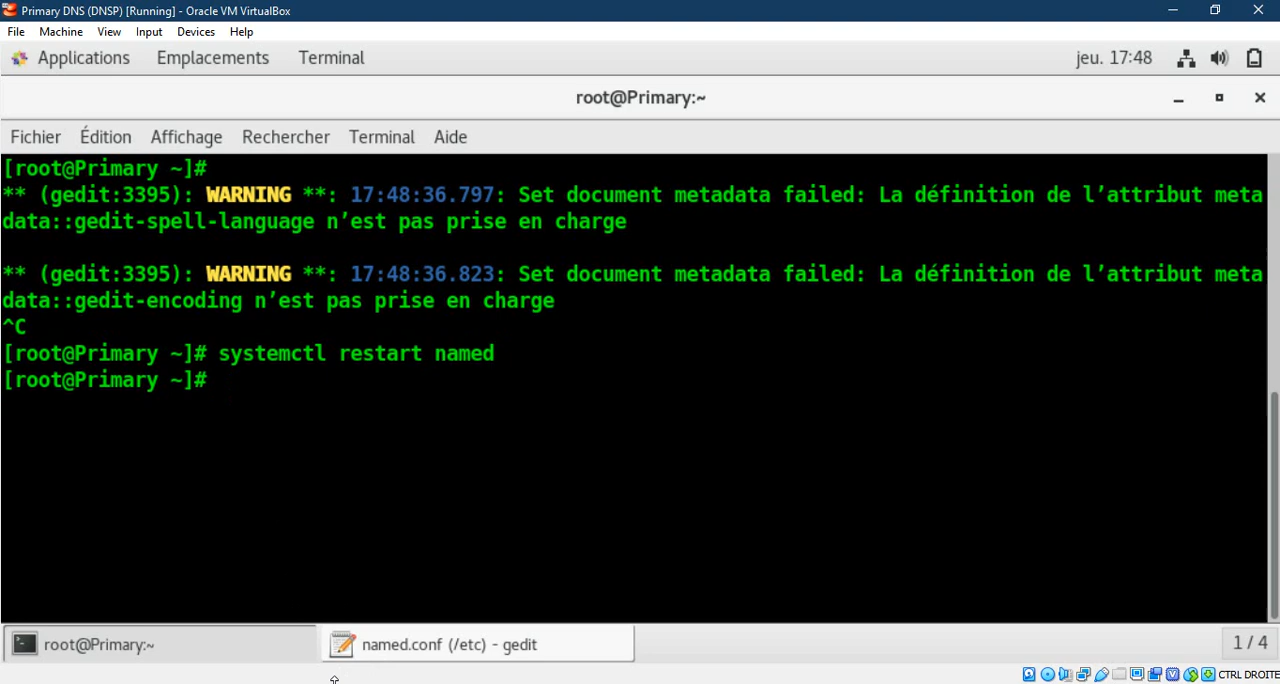 Primary DNS (DNSP) [Running] - Oracle VM VirtualBox
File Machine View Input Devices Help
Applications Emplacements Terminal jeu. 17:48
root@Primary:~
Fichier Édition Affichage Rechercher Terminal Aide
[root@Primary ~]#
** (gedit:3395): WARNING **: 17:48:36.797: Set document metadata failed: La définition de l’attribut meta
data::gedit-spell-language n’est pas prise en charge
** (gedit:3395): WARNING **: 17:48:36.823: Set document metadata failed: La définition de l’attribut meta
data::gedit-encoding n’est pas prise en charge
^C
[root@Primary ~]# systemctl restart named
[root@Primary ~]#
root@Primary:~ named.conf (/etc) - gedit 1 / 4
CTRL DROITE